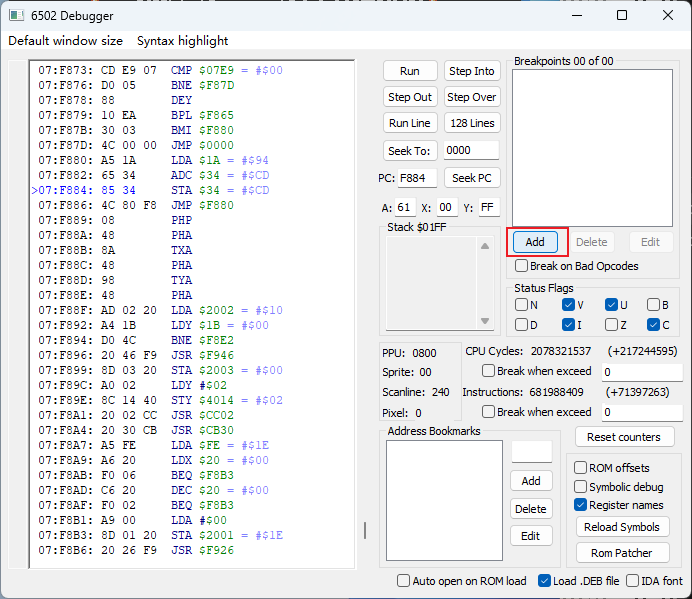 6502 Debugger
Default window size Syntax highlight
07:F873: CD E9 07 CMP $07E9 = #$00
07:F876: D0 05 BNE $F87D
07:F878: 88 DEY
07:F879: 10 EA BPL $F865
07:F87B: 30 03 BMI $F880
07:F87D: 4C 00 00 JMP $0000
07:F880: A5 1A LDA $1A = #$94
07:F882: 65 34 ADC $34 = #$CD
>07:F884: 85 34 STA $34 = #$CD
07:F886: 4C 80 F8 JMP $F880
07:F889: 08 PHP
07:F88A: 48 PHA
07:F88B: 8A TXA
07:F88C: 48 PHA
07:F88D: 98 TYA
07:F88E: 48 PHA
07:F88F: AD 02 20 LDA $2002 = #$10
07:F892: A4 1B LDY $1B = #$00
07:F894: D0 4C BNE $F8E2
07:F896: 20 46 F9 JSR $F946
07:F899: 8D 03 20 STA $2003 = #$00
07:F89C: A0 02 LDY #$02
07:F89E: 8C 14 40 STY $4014 = #$02
07:F8A1: 20 02 CC JSR $CC02
07:F8A4: 20 30 CB JSR $CB30
07:F8A7: A5 FE LDA $FE = #$1E
07:F8A9: A6 20 LDX $20 = #$00
07:F8AB: F0 06 BEQ $F8B3
07:F8AD: C6 20 DEC $20 = #$00
07:F8AF: F0 02 BEQ $F8B3
07:F8B1: A9 00 LDA #$00
07:F8B3: 8D 01 20 STA $2001 = #$1E
07:F8B6: 20 26 F9 JSR $F926
Run Step Into
Step Out Step Over
Run Line 128 Lines
Seek To: 0000
PC: F884 Seek PC
A: 61 X: 00 Y: FF
Stack $01FF
Breakpoints 00 of 00
Add Delete Edit
Break on Bad Opcodes
Status Flags
N V U B
D I Z C
PPU: 0800
Sprite: 00
Scanline: 240
Pixel: 0
CPU Cycles: 2078321537 (+217244595)
Break when exceed 0
Instructions: 681988409 (+71397263)
Break when exceed 0
Address Bookmarks
Add
Delete
Edit
Reset counters
ROM offsets
Symbolic debug
Register names
Reload Symbols
Rom Patcher
Auto open on ROM load Load .DEB file IDA font